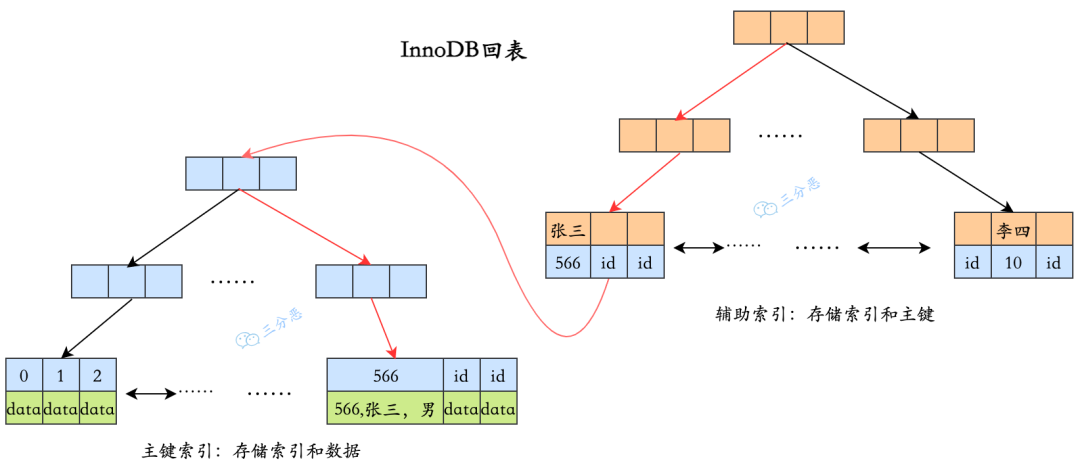 InnoDB回表
......
三分恶
张三
李四
566 id id
...... ......
id 10 id
辅助索引：存储索引和主键
......
三分恶
0 1 2
566 id id
...... ......
data data data
566,张三，男 data data
主键索引：存储索引和数据